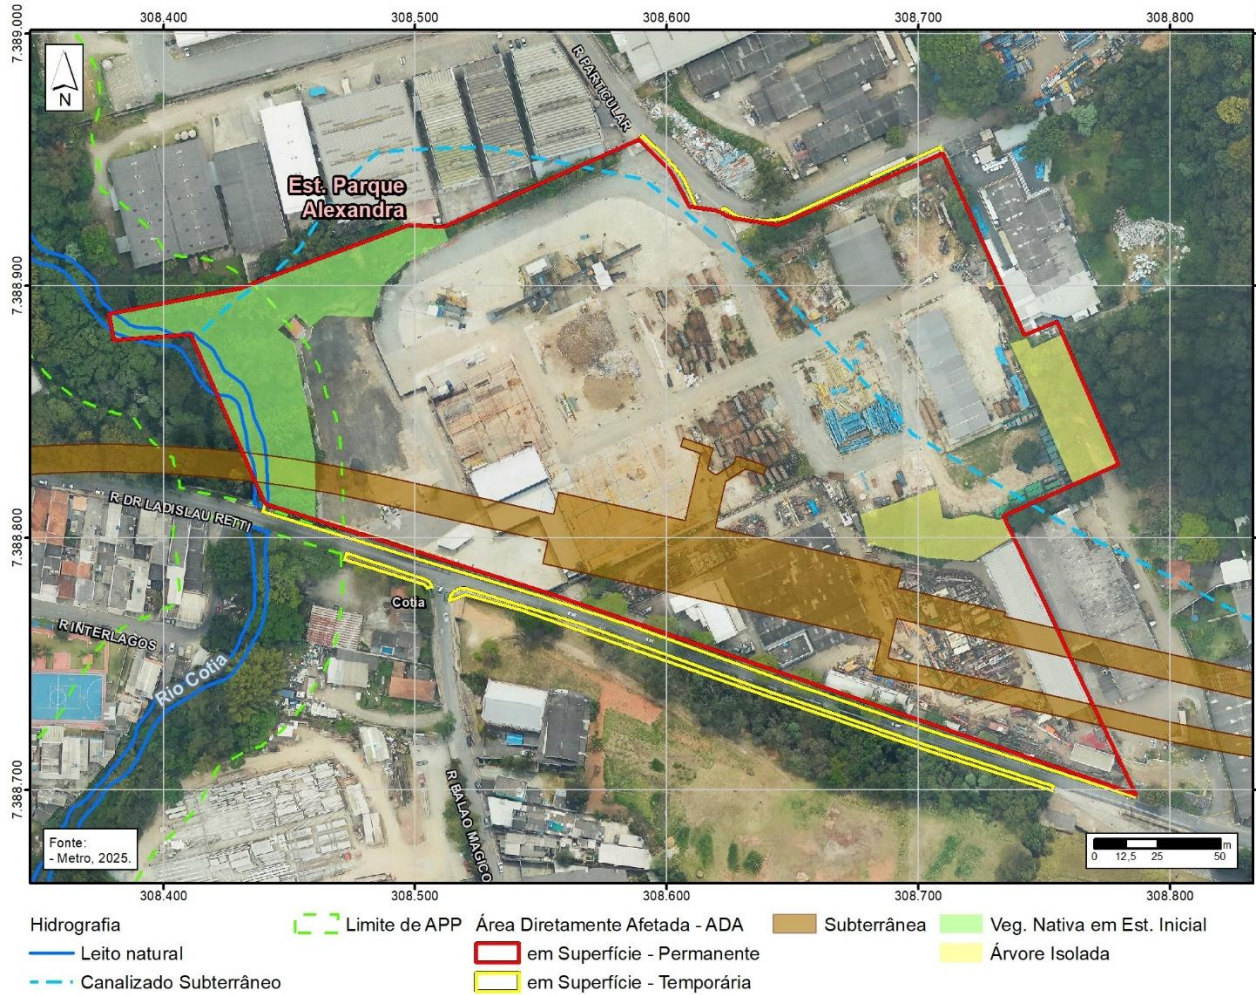 308.400 308.500 308.600 308.700 308.800
7.389.000
7.388.900
7.388.800
7.388.700
N
R PARTICULAR
Est. Parque
Alexandra
R DR LADISLAU RETTI
Cotia
R INTERLAGOS
Rio Cotia
R BALAO MAGICO
Fonte:
- Metro, 2025.
0 12,5 25 50 m
308.400 308.500 308.600 308.700 308.800
Hidrografia
Leito natural
Canalizado Subterrâneo
Limite de APP
Área Diretamente Afetada - ADA
em Superfície - Permanente
em Superfície - Temporária
Subterrânea
Veg. Nativa em Est. Inicial
Árvore Isolada